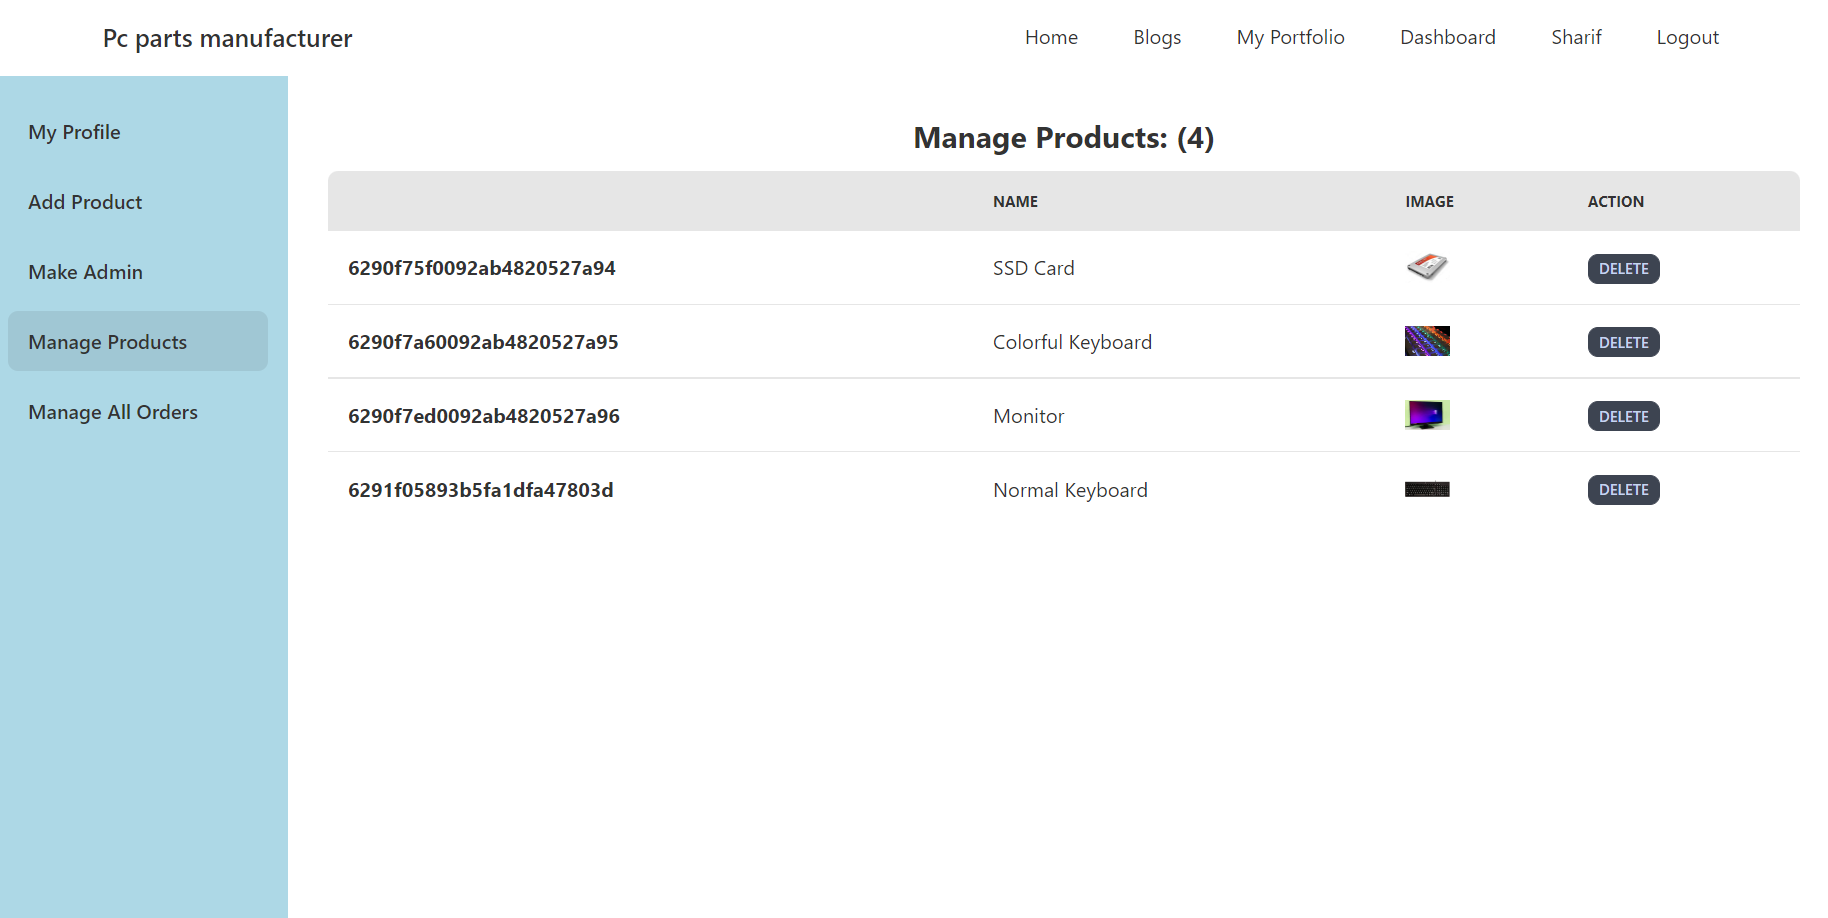 Pc parts manufacturer Home Blogs My Portfolio Dashboard Sharif Logout
My Profile
Add Product
Make Admin
Manage Products
Manage All Orders
Manage Products: (4)
NAME IMAGE ACTION
6290f75f0092ab4820527a94 SSD Card DELETE
6290f7a60092ab4820527a95 Colorful Keyboard DELETE
6290f7ed0092ab4820527a96 Monitor DELETE
6291f05893b5fa1dfa47803d Normal Keyboard DELETE